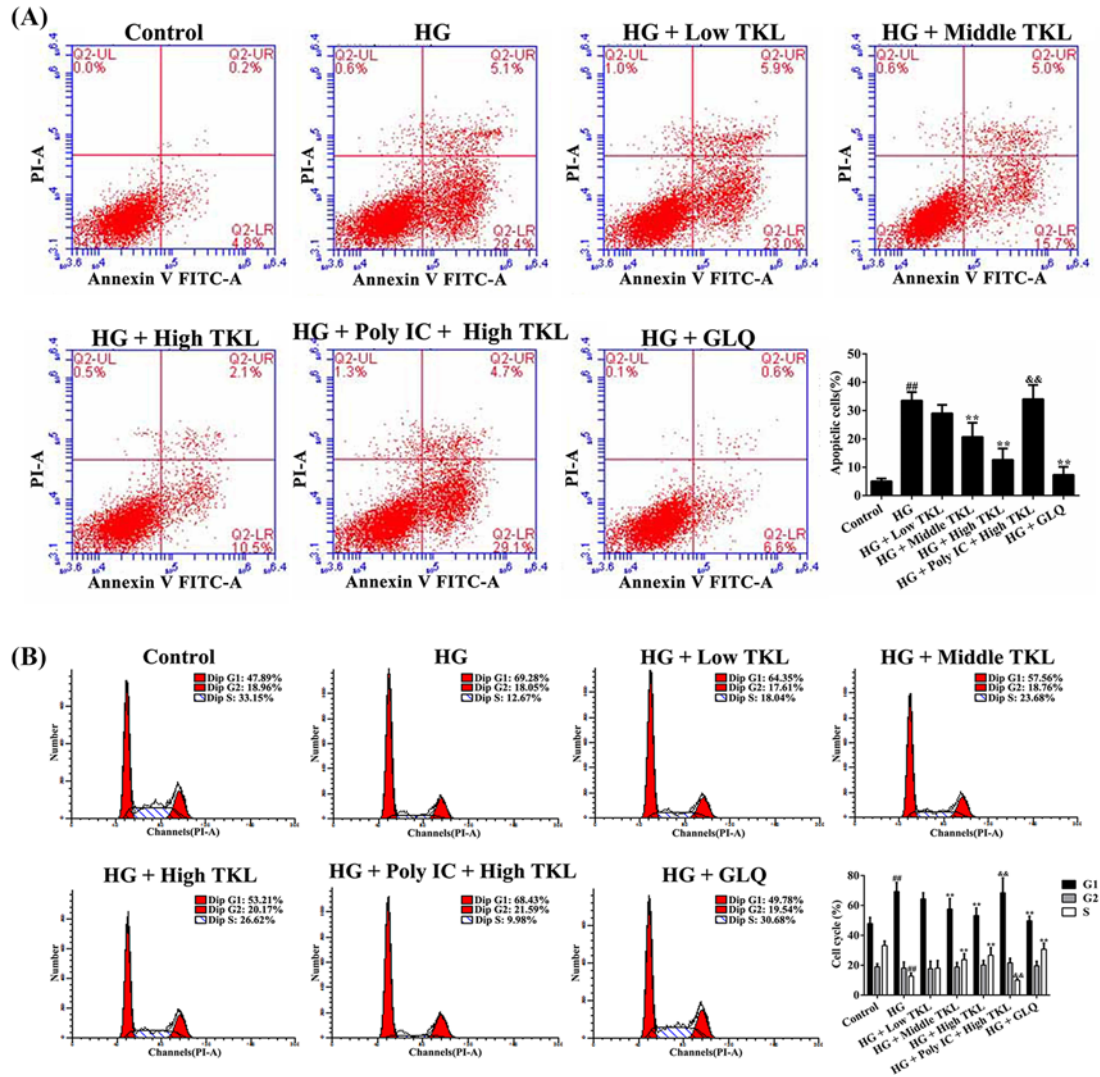 (A)
Control
HG
HG + Low TKL
HG + Middle TKL
Q2-UL
0.0%
Q2-UR
0.2%
Q2-LR
4.8%
PI-A
Annexin V FITC-A
Q2-UL
0.6%
Q2-UR
5.1%
Q2-LR
28.4%
PI-A
Annexin V FITC-A
Q2-UL
1.0%
Q2-UR
5.9%
Q2-LR
23.0%
PI-A
Annexin V FITC-A
Q2-UL
0.6%
Q2-UR
5.0%
Q2-LR
15.7%
PI-A
Annexin V FITC-A
HG + High TKL
HG + Poly IC + High TKL
HG + GLQ
Q2-UL
0.5%
Q2-UR
2.1%
Q2-LR
10.5%
PI-A
Annexin V FITC-A
Q2-UL
1.3%
Q2-UR
4.7%
Q2-LR
PI-A
Annexin V FITC-A
Q2-UL
0.1%
Q2-UR
0.6%
Q2-LR
6.6%
PI-A
Annexin V FITC-A
Apopiclic cells(%)
50
40
30
20
10
0
##
**
**
&&
**
Control
HG
HG + Low TKL
HG + Middle TKL
HG + High TKL
HG + Poly IC + High TKL
HG + GLQ
(B)
Control
HG
HG + Low TKL
HG + Middle TKL
Dip G1: 47.89%
Dip G2: 18.96%
Dip S: 33.15%
Number
Channels(PI-A)
Dip G1: 69.28%
Dip G2: 18.05%
Dip S: 12.67%
Number
Channels(PI-A)
Dip G1: 64.35%
Dip G2: 17.61%
Dip S: 18.04%
Number
Channels(PI-A)
Dip G1: 57.56%
Dip G2: 18.76%
Dip S: 23.68%
Number
Channels(PI-A)
HG + High TKL
HG + Poly IC + High TKL
HG + GLQ
Dip G1: 53.21%
Dip G2: 20.17%
Dip S: 26.62%
Number
Channels(PI-A)
Dip G1: 68.43%
Dip G2: 21.59%
Dip S: 9.98%
Number
Channels(PI-A)
Dip G1: 49.78%
Dip G2: 19.54%
Dip S: 30.68%
Number
Channels(PI-A)
Cell cycle(%)
80
60
40
20
0
##
##
**
**
**
**
&&
&&
**
**
G1
G2
S
Control
HG
HG + Low TKL
HG + Middle TKL
HG + High TKL
HG + Poly IC + High TKL
HG + GLQ